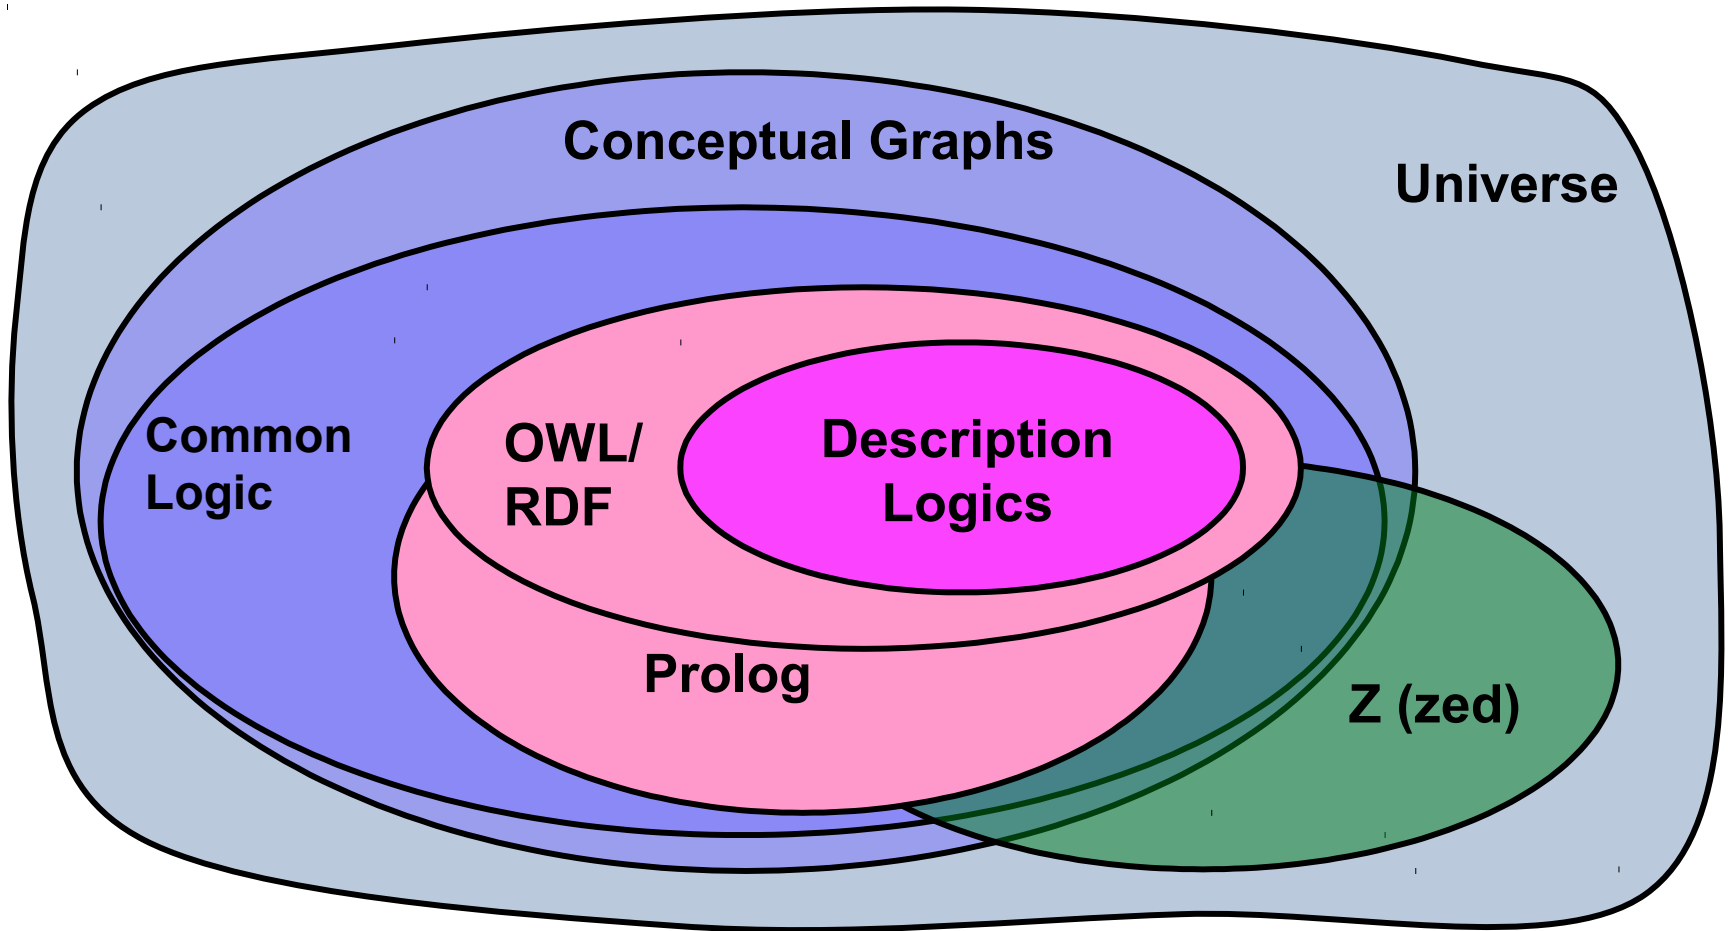 Conceptual Graphs
Universe
Common
Logic
OWL/
RDF
Description
Logics
Prolog
Z (zed)